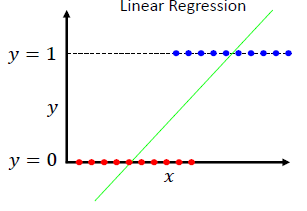 Linear Regression
y = 1
y
y = 0
x